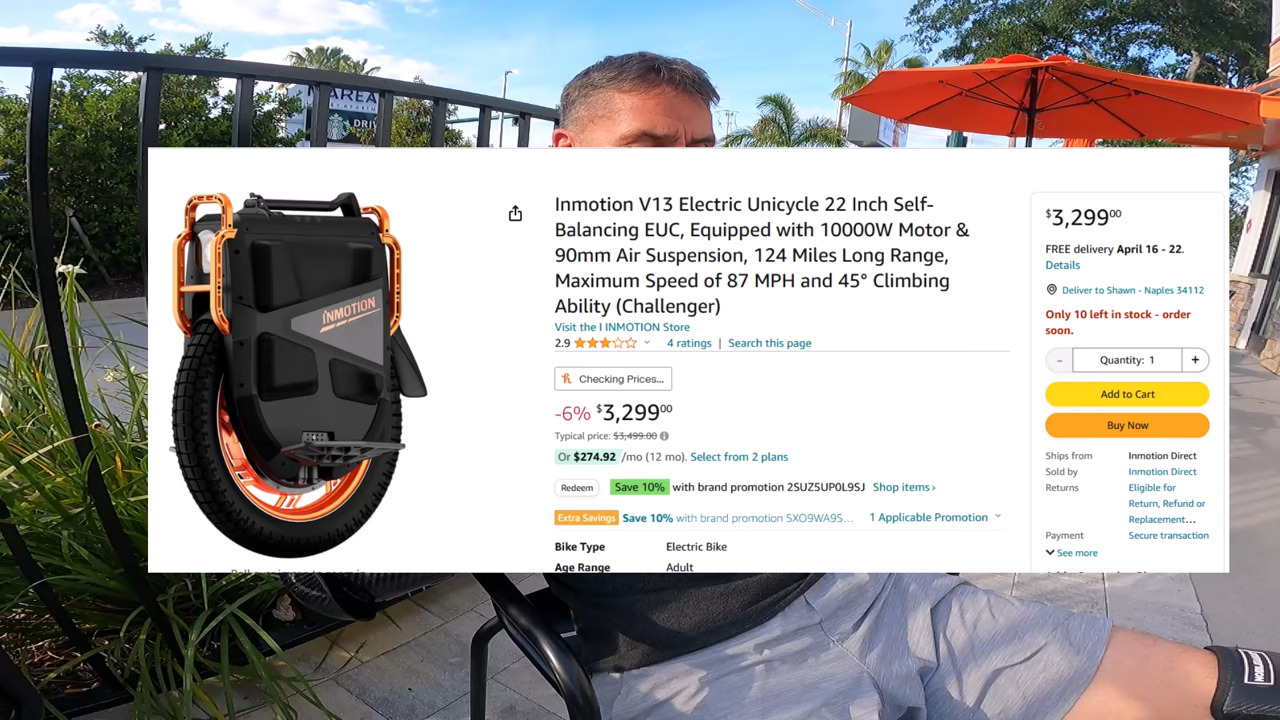 AREA
DRIV
INMOTION
Inmotion V13 Electric Unicycle 22 Inch Self-
Balancing EUC, Equipped with 10000W Motor &
90mm Air Suspension, 124 Miles Long Range,
Maximum Speed of 87 MPH and 45° Climbing
Ability (Challenger)
Visit the I INMOTION Store
2.9 4 ratings | Search this page
Checking Prices...
-6% $3,29900
Typical price: $3,499.00
Or $274.92 /mo (12 mo). Select from 2 plans
Redeem Save 10% with brand promotion 2SUZ5UP0L9SJ Shop items ›
Extra Savings Save 10% with brand promotion SXO9WA9S... 1 Applicable Promotion
Bike Type Electric Bike
Age Range Adult
$3,29900
FREE delivery April 16 - 22.
Details
Deliver to Shawn - Naples 34112
Only 10 left in stock - order
soon.
- Quantity: 1 +
Add to Cart
Buy Now
Ships from Inmotion Direct
Sold by Inmotion Direct
Returns Eligible for
Return, Refund or
Replacement...
Payment Secure transaction
See more